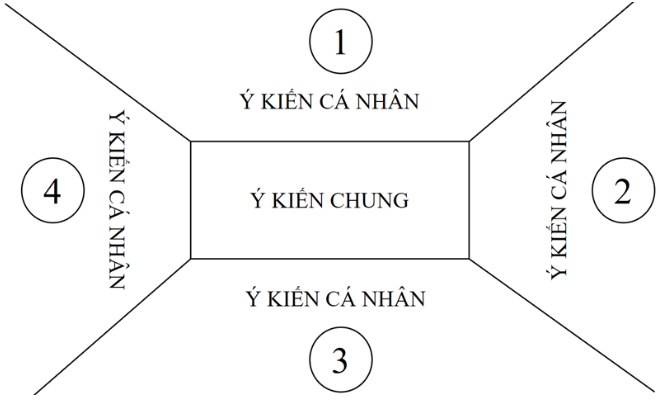 1
Ý KIẾN CÁ NHÂN
4
Ý KIẾN CÁ NHÂN
Ý KIẾN CHUNG
Ý KIẾN CÁ NHÂN
2
Ý KIẾN CÁ NHÂN
3